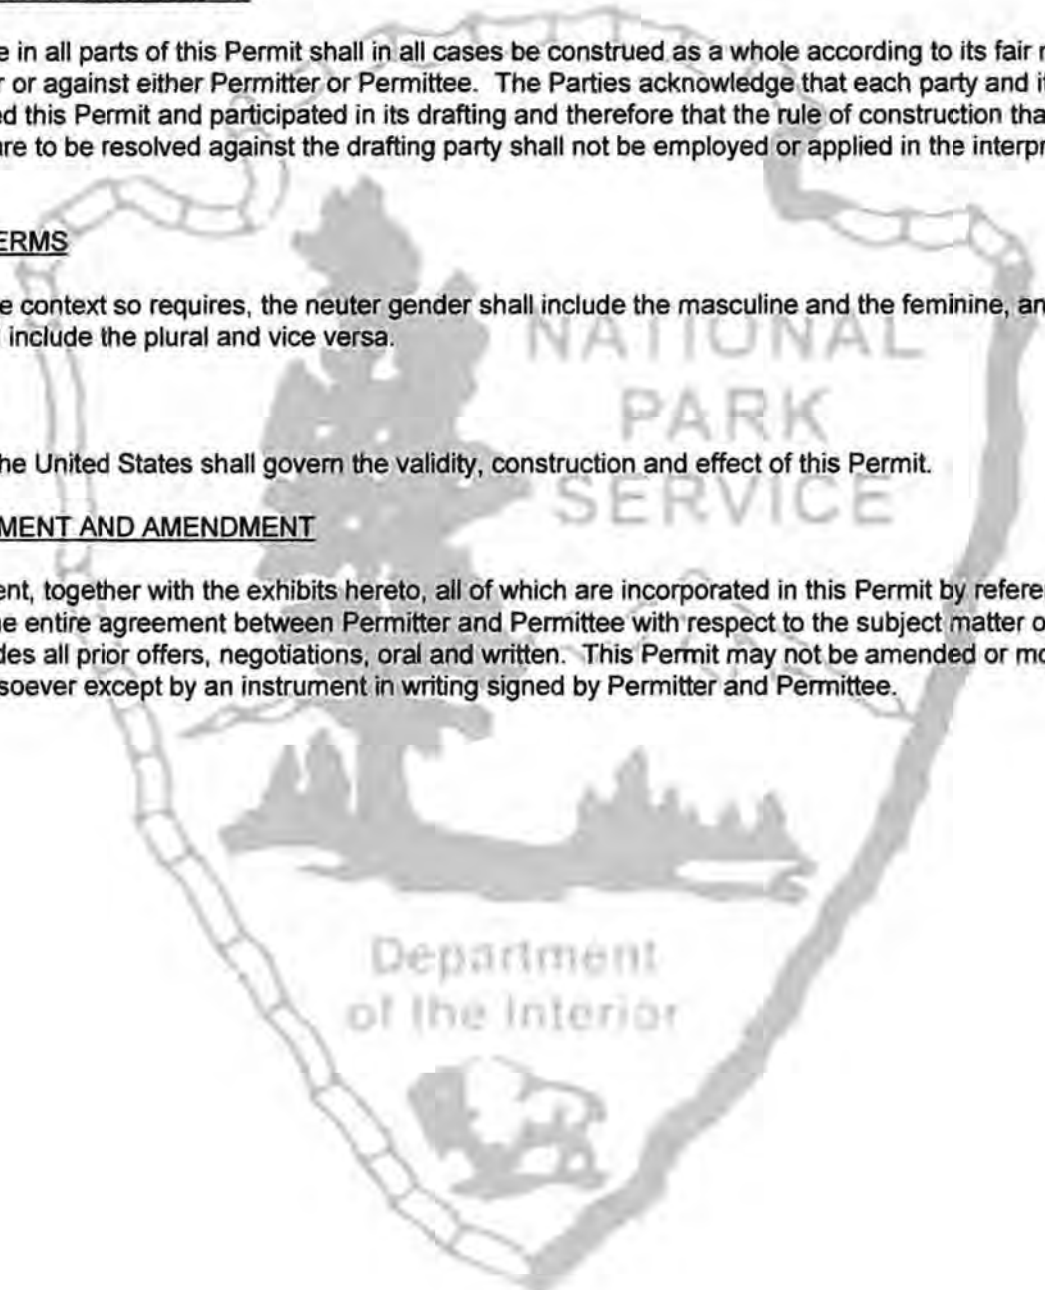 e in all parts of this Permit shall in all cases be construed as a whole according to its fair
r or against either Permitter or Permittee. The Parties acknowledge that each party and
ed this Permit and participated in its drafting and therefore that the rule of construction tha
are to be resolved against the drafting party shall not be employed or applied in the interpr
ERMS
e context so requires, the neuter gender shall include the masculine and the feminine, an
include the plural and vice versa.
NATIONAL
PARK
he United States shall govern the validity, construction and effect of this Permit.
SERVICE
MENT AND AMENDMENT
ent, together with the exhibits hereto, all of which are incorporated in this Permit by refere
he entire agreement between Permitter and Permittee with respect to the subject matter o
des all prior offers, negotiations, oral and written. This Permit may not be amended or mo
soever except by an instrument in writing signed by Permitter and Permittee.
Department
of the Interior